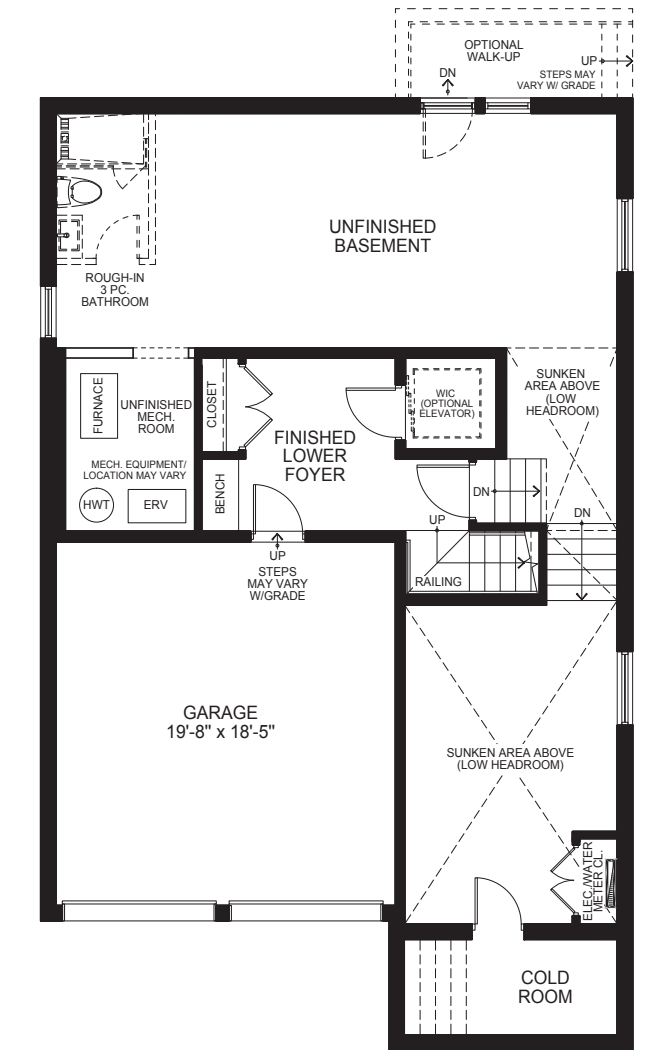 OPTIONAL
WALK-UP
UP
DN
STEPS MAY
VARY W/ GRADE
UNFINISHED
BASEMENT
ROUGH-IN
3 PC.
BATHROOM
SUNKEN
AREA ABOVE
(LOW
HEADROOM)
FURNACE
UNFINISHED
MECH.
ROOM
CLOSET
WIC
(OPTIONAL
ELEVATOR)
FINISHED
LOWER
FOYER
MECH. EQUIPMENT/
LOCATION MAY VARY
HWT
ERV
BENCH
DN
DN
UP
UP
STEPS
MAY VARY
W/GRADE
RAILING
GARAGE
19'-8" x 18'-5"
SUNKEN AREA ABOVE
(LOW HEADROOM)
ELEC./WATER
METER CL.
COLD
ROOM